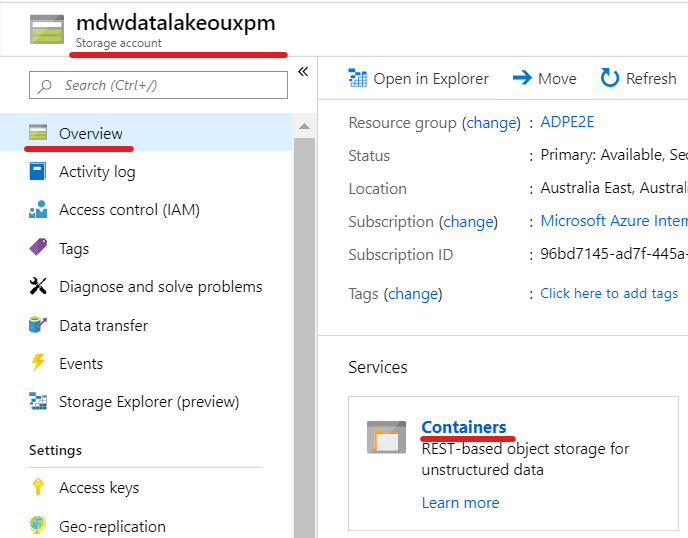 mdwdatalakeouxpm
Storage account
Search (Ctrl+/)
«
Overview
Activity log
Access control (IAM)
Tags
Diagnose and solve problems
Data transfer
Events
Storage Explorer (preview)
Settings
Access keys
Geo-replication
Open in Explorer Move Refresh
Resource group (change) : ADPE2E
Status : Primary: Available, Sec
Location : Australia East, Australi
Subscription (change) : Microsoft Azure Intern
Subscription ID : 96bd7145-ad7f-445a-
Tags (change) : Click here to add tags
Services
Containers
REST-based object storage for
unstructured data
Learn more